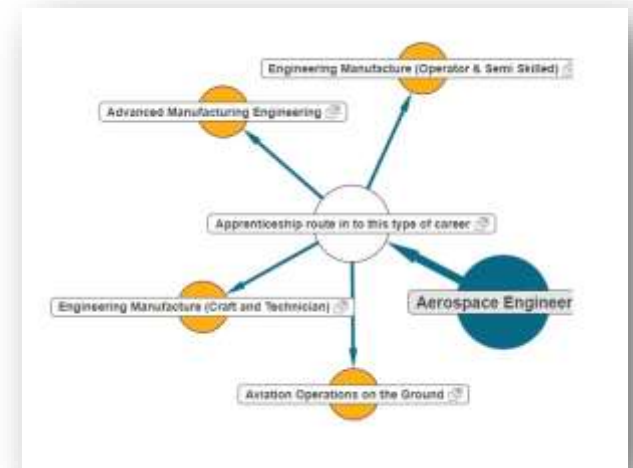 Engineering Manufacture (Operator & Semi Skilled)
Advanced Manufacturing Engineering
Apprenticeship route in to this type of career
Aerospace Engineer
Engineering Manufacture (Craft and Technician)
Aviation Operations on the Ground